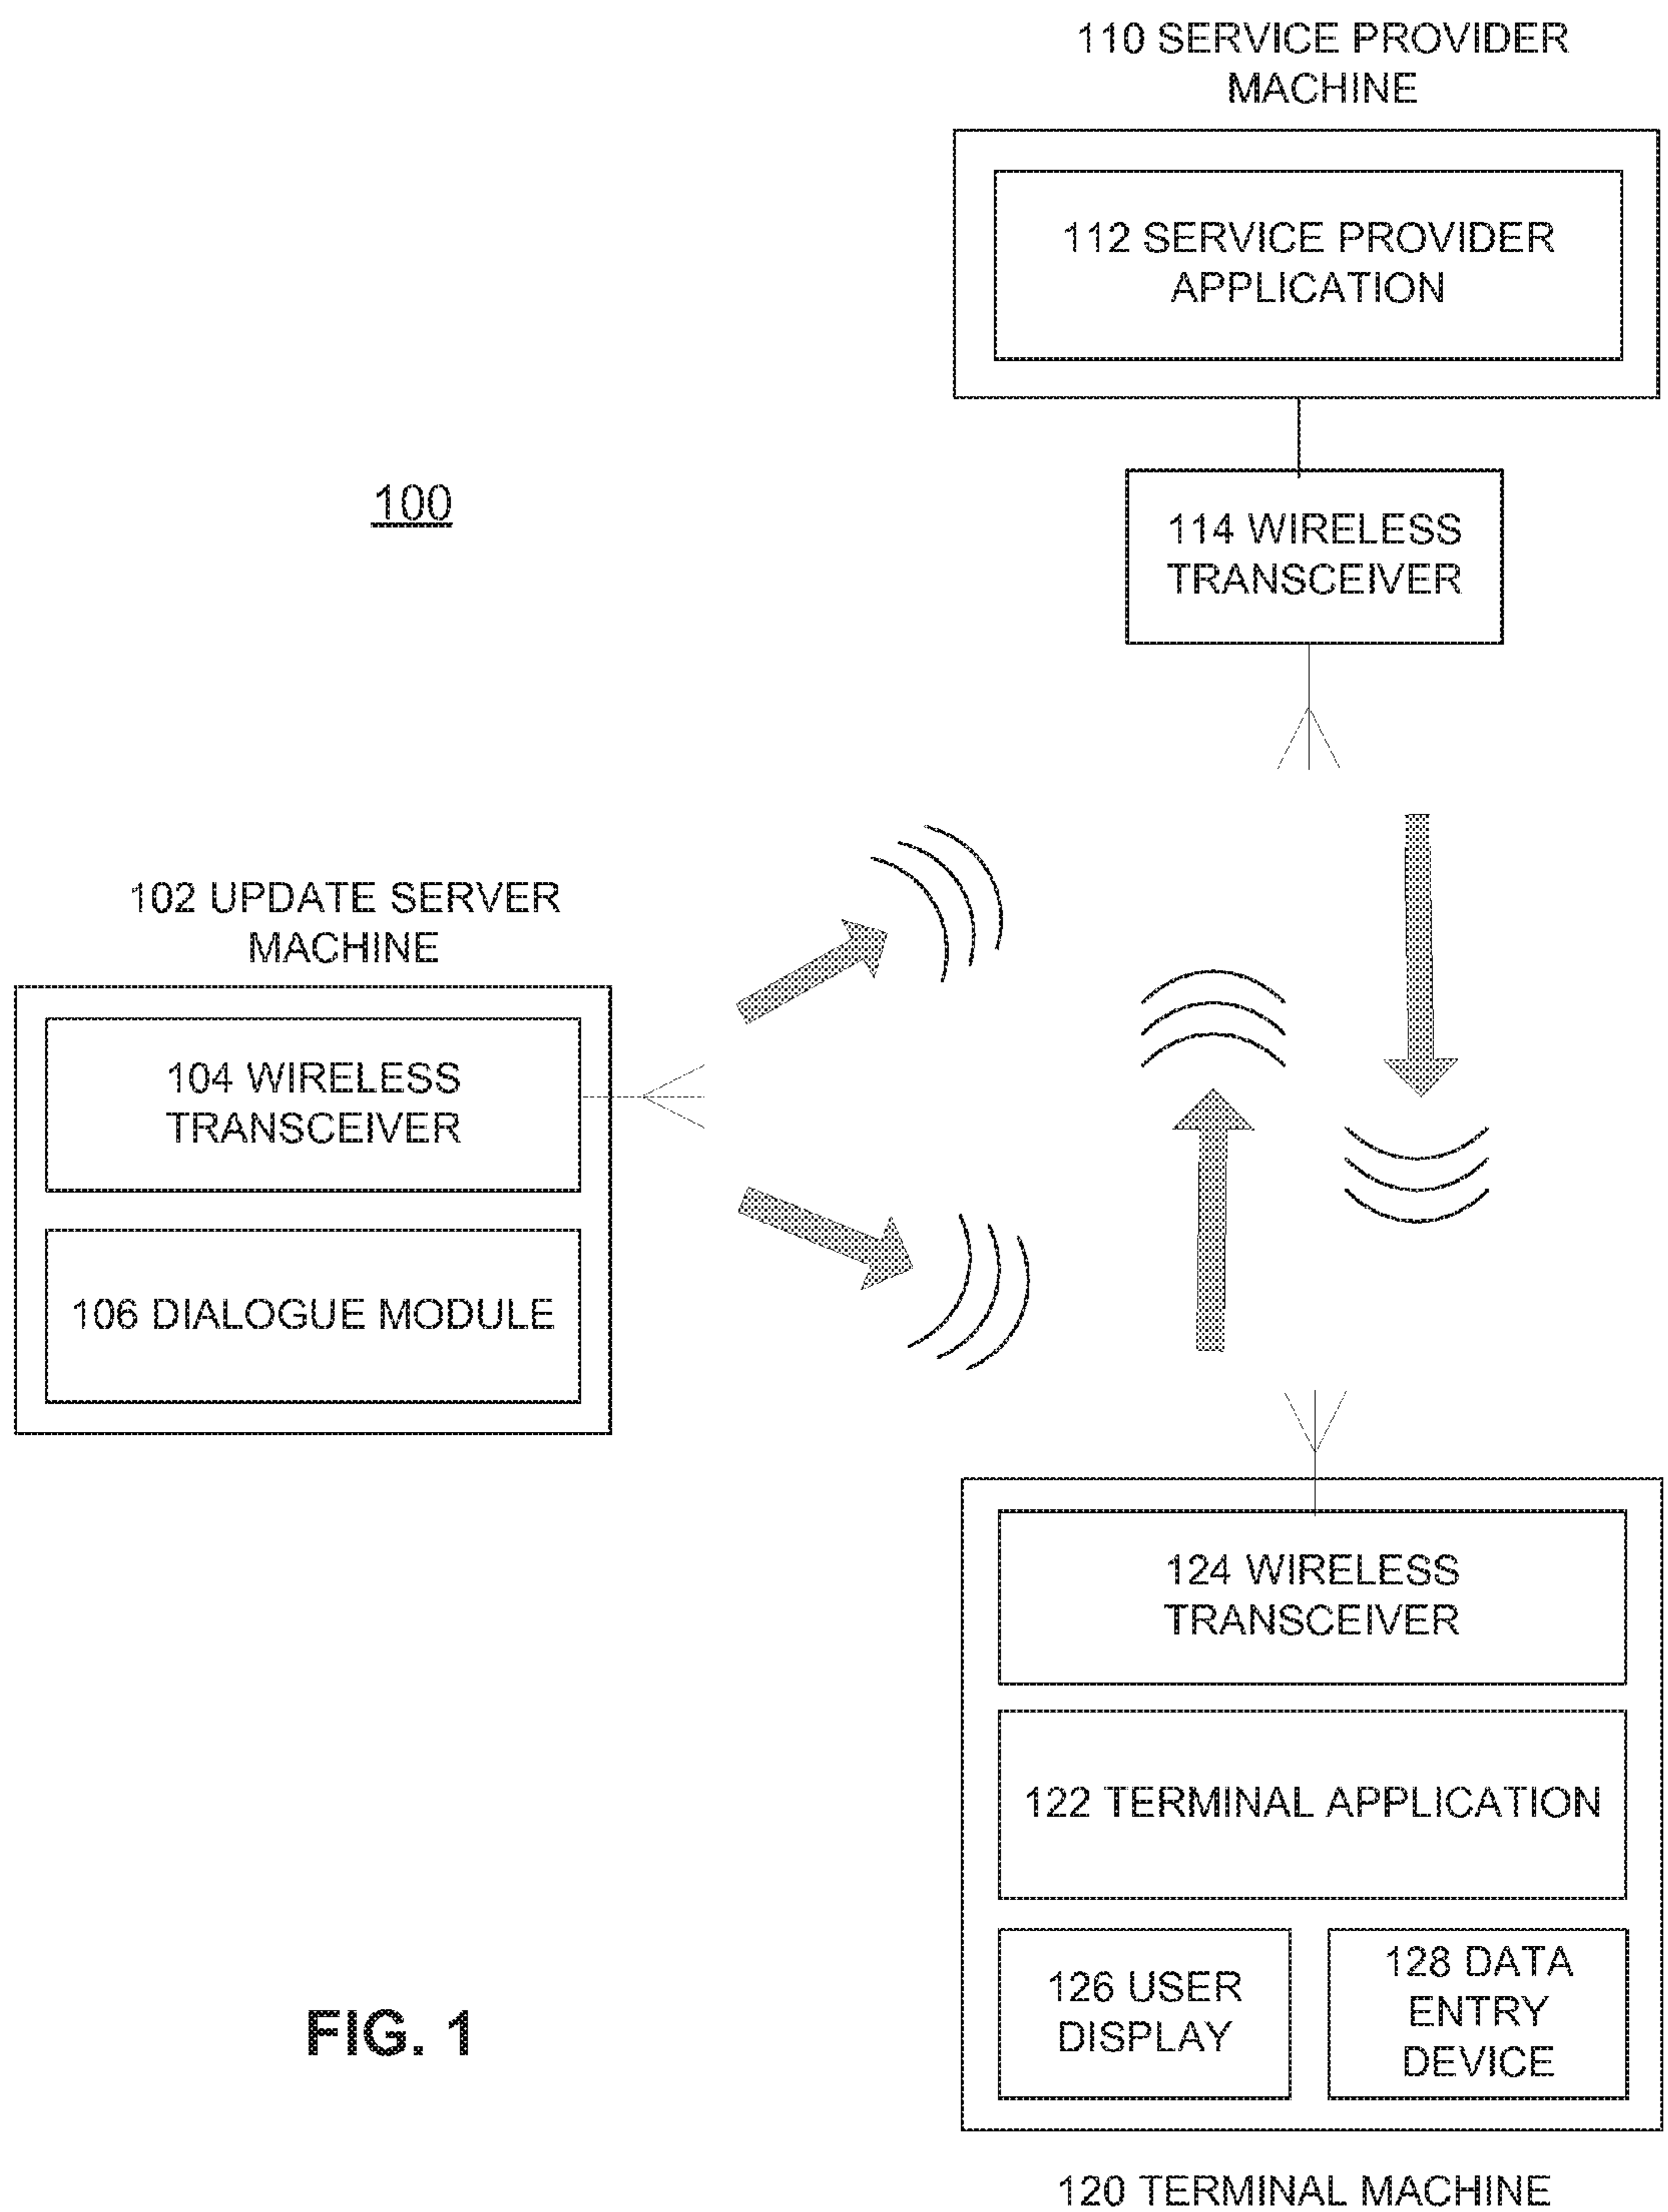 110 SERVICE PROVIDER
MACHINE
112 SERVICE PROVIDER
APPLICATION
100
114 WIRELESS
TRANSCEIVER
102 UPDATE SERVER
MACHINE
104 WIRELESS
TRANSCEIVER
106 DIALOGUE MODULE
124 WIRELESS
TRANSCEIVER
122 TERMINAL APPLICATION
126 USER
DISPLAY
128 DATA
ENTRY
DEVICE
FIG. 1
120 TERMINAL MACHINE